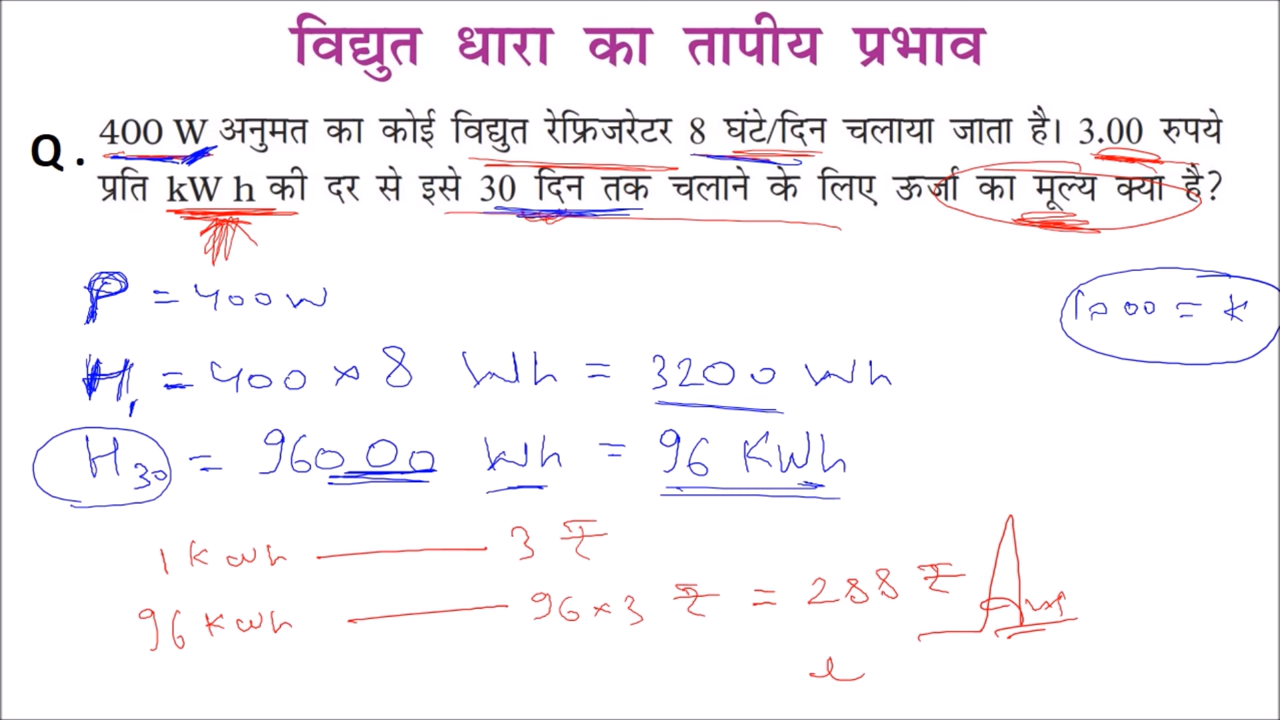 विद्युत धारा का तापीय प्रभाव
Q. 400 W अनुमत का कोई विद्युत रेफ्रिजरेटर 8 घंटे/दिन चलाया जाता है। 3.00 रुपये
प्रति kW h की दर से इसे 30 दिन तक चलाने के लिए ऊर्जा का मूल्य क्या है?
P = 400 W
1000 = K
H1 = 400 × 8 Wh = 3200 Wh
H30 = 96000 Wh = 96 KWh
1 KWh — 3 ₹
96 KWh — 96×3 ₹ = 288 ₹ Ans